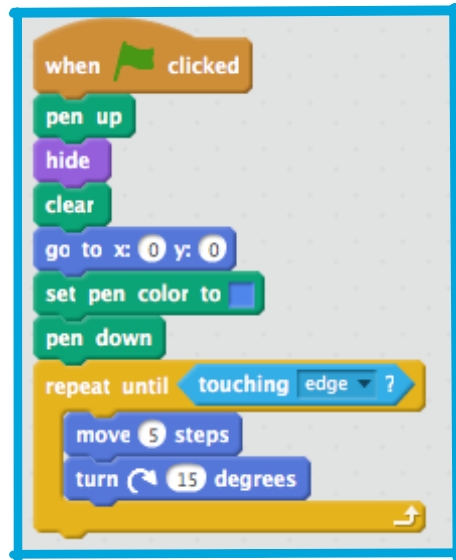 when clicked
pen up
hide
clear
go to x: 0 y: 0
set pen color to
pen down
repeat until touching edge ?
move 5 steps
turn 15 degrees